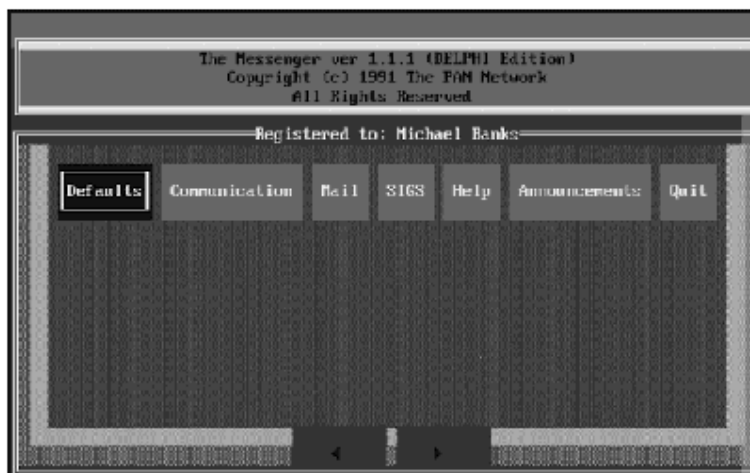 The Messenger ver 1.1.1 (DELPHI Edition)
Copyright (c) 1991 The PAN Network
All Rights Reserved
Registered to: Michael Banks
Defaults Communication Mail SIGS Help Announcements Quit